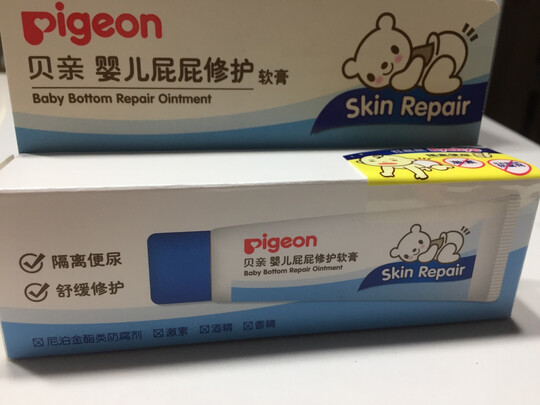 Pigeon
贝亲 婴儿屁屁修护软膏
Baby Bottom Repair Ointment
Skin Repair
Pigeon
贝亲 婴儿屁屁修护软膏
Baby Bottom Repair Ointment
Skin Repair
隔离便尿
舒缓修护
尼泊金酯类防腐剂 激素 酒精 香精